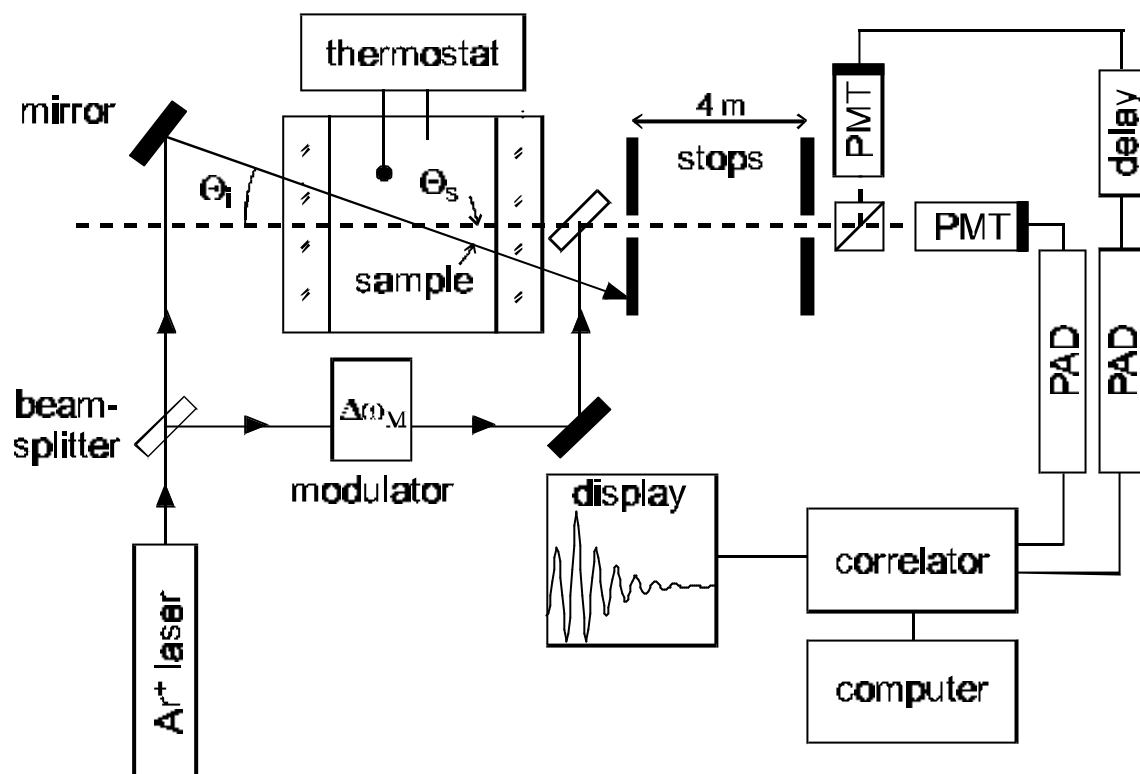 thermostat
mirror
4 m
stops
PMT
delay
Θi
Θs
PMT
sample
PAD
PAD
beam-
splitter
ΔωM
modulator
display
correlator
Ar+ laser
computer